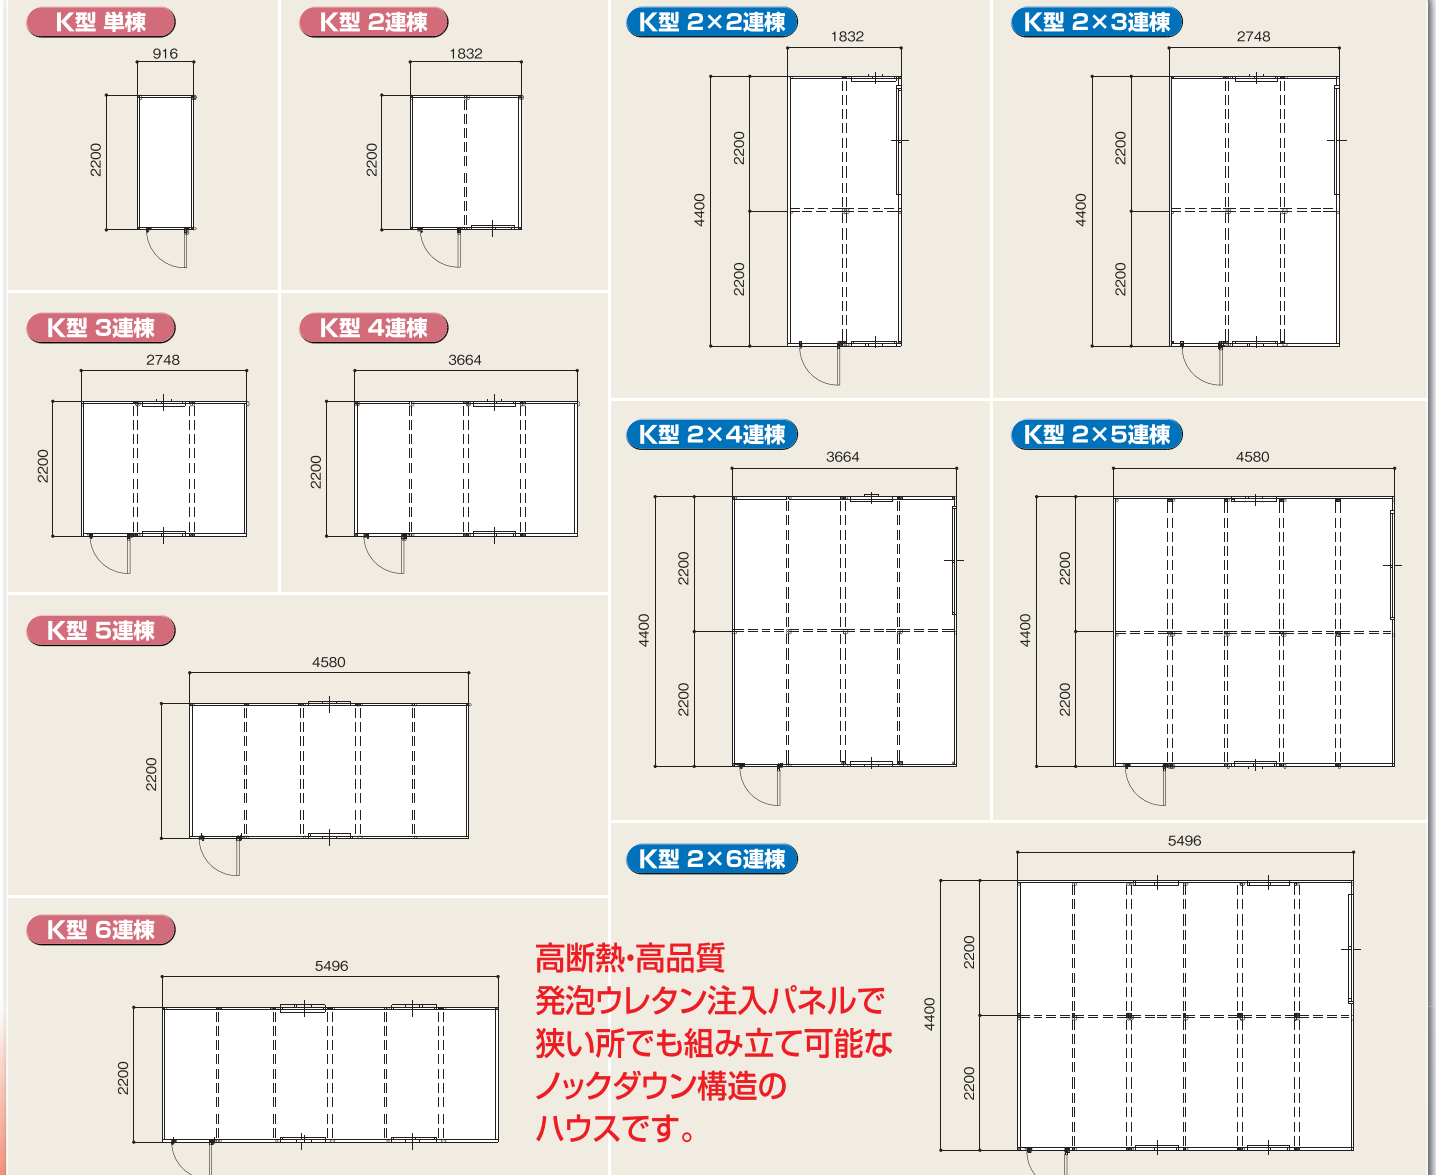 K型 単棟
916
2200
K型 2連棟
1832
2200
K型 2×2連棟
1832
2200
4400
2200
K型 2×3連棟
2748
2200
4400
2200
K型 3連棟
2748
2200
K型 4連棟
3664
2200
K型 2×4連棟
3664
2200
4400
2200
K型 2×5連棟
4580
2200
4400
2200
K型 5連棟
4580
2200
K型 2×6連棟
5496
2200
4400
2200
K型 6連棟
5496
2200
高断熱・高品質
発泡ウレタン注入パネルで
狭い所でも組み立て可能な
ノックダウン構造の
ハウスです。